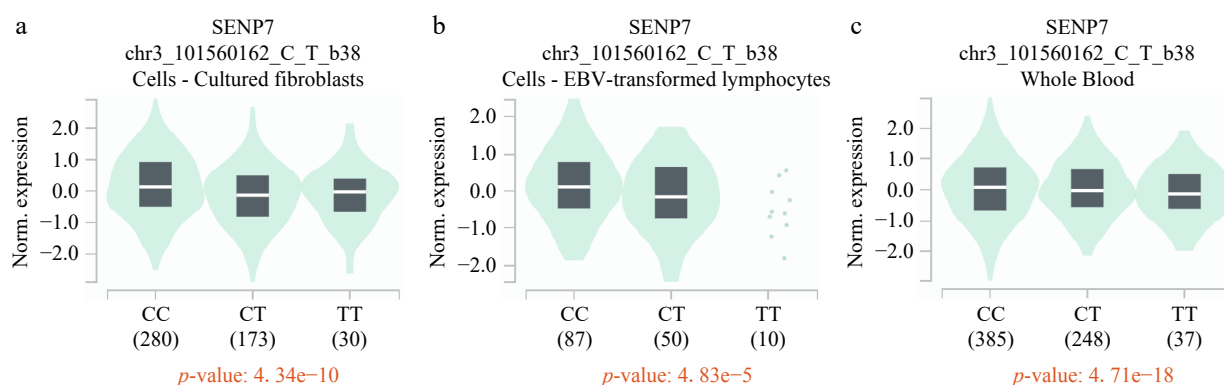 a
SENP7
chr3_101560162_C_T_b38
Cells - Cultured fibroblasts
Norm. expression
2.0
1.0
0.0
−1.0
−2.0
CC
CT
TT
(280)
(173)
(30)
p-value: 4. 34e−10
b
SENP7
chr3_101560162_C_T_b38
Cells - EBV-transformed lymphocytes
Norm. expression
2.0
1.0
0.0
−1.0
−2.0
CC
CT
TT
(87)
(50)
(10)
p-value: 4. 83e−5
c
SENP7
chr3_101560162_C_T_b38
Whole Blood
Norm. expression
2.0
1.0
0.0
−1.0
−2.0
CC
CT
TT
(385)
(248)
(37)
p-value: 4. 71e−18